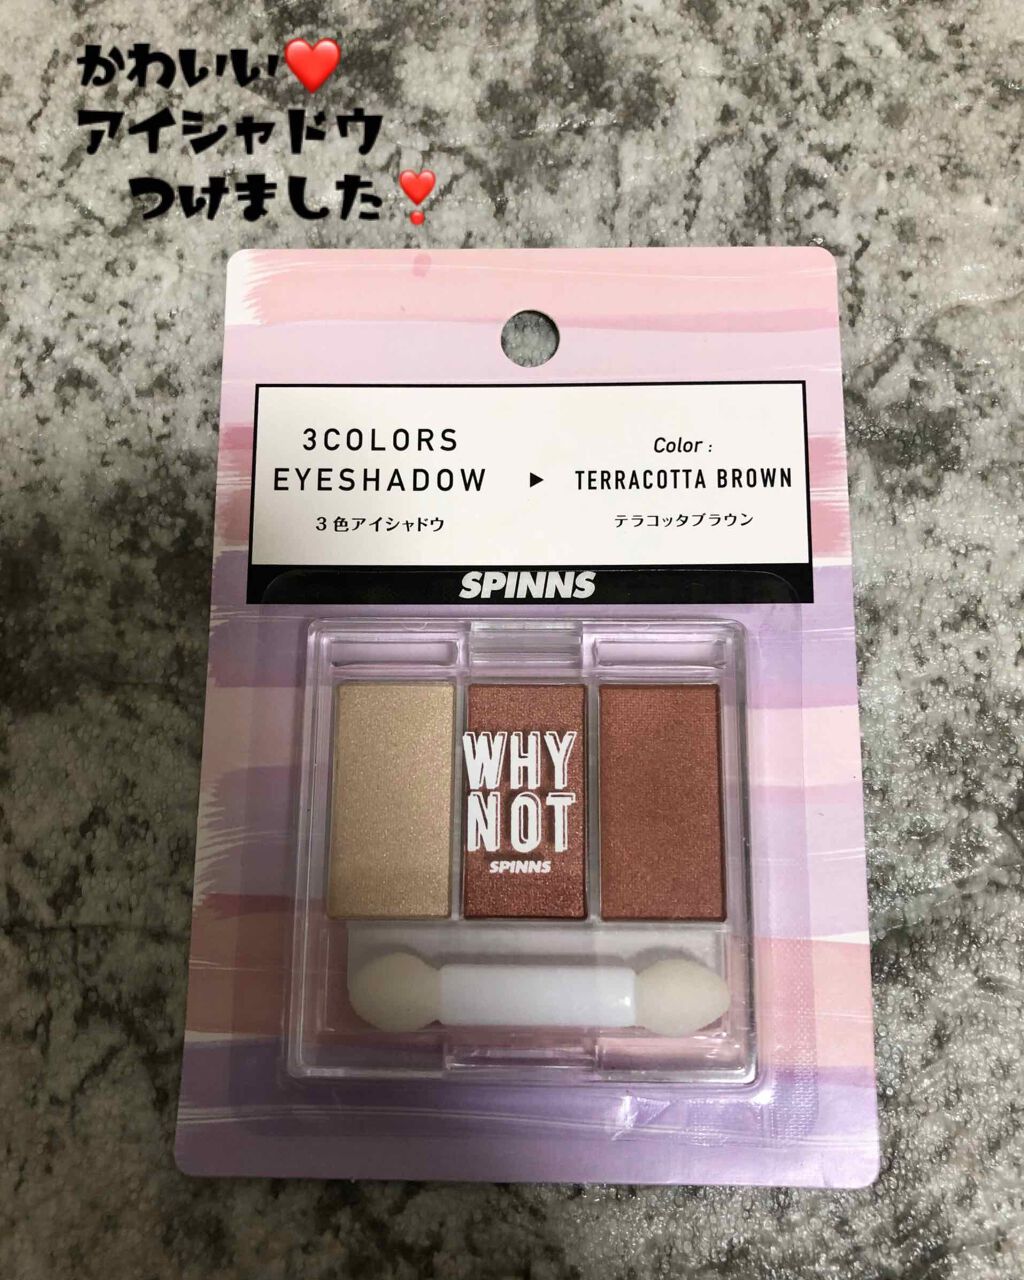 かわいい❤️
アイシャドウ
つけました❣️
3COLORS
EYESHADOW
3色アイシャドウ
▶
Color :
TERRACOTTA BROWN
テラコッタブラウン
SPINNS
WHY
NOT
SPINNS